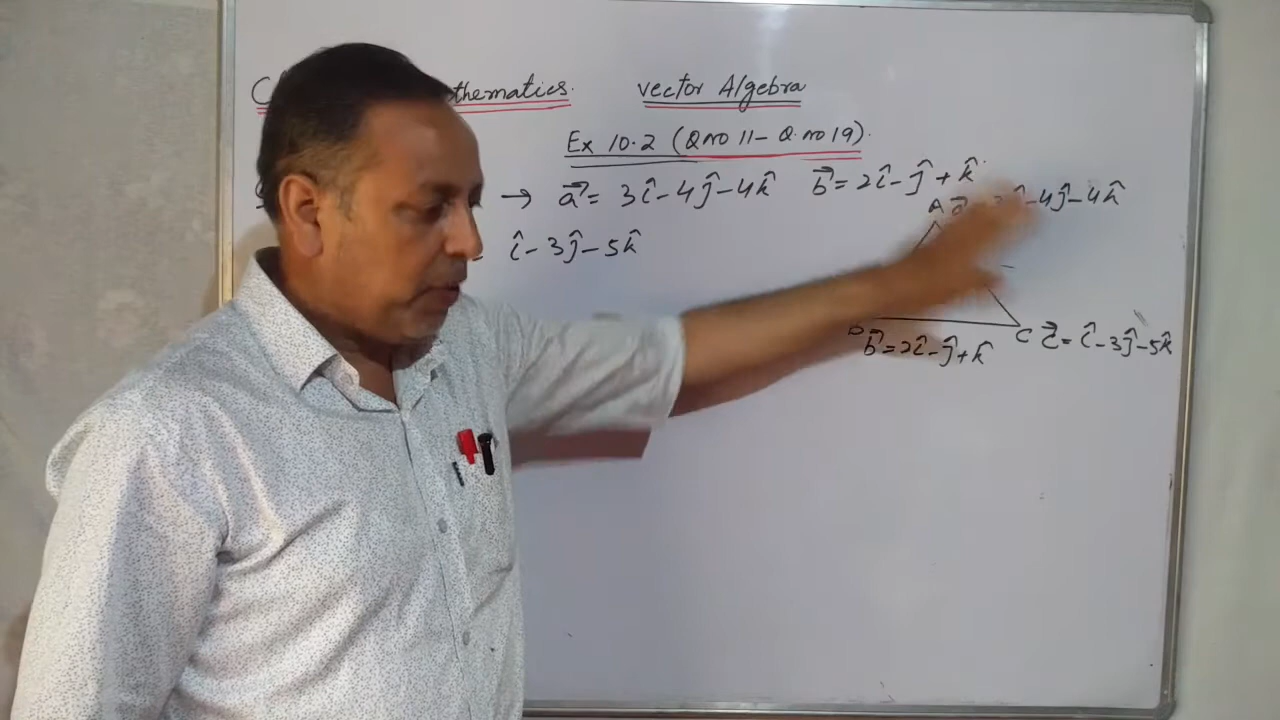 thematics. vector Algebra
Ex 10.2 (Q no 11 – Q. no 19).
→ a⃗ = 3î - 4ĵ - 4k̂ b⃗ = 2î - ĵ + k̂
î - 3ĵ - 5k̂
A a⃗ î - 4ĵ - 4k̂
C c⃗ = î - 3ĵ - 5k̂
b⃗ = 2î - ĵ + k̂